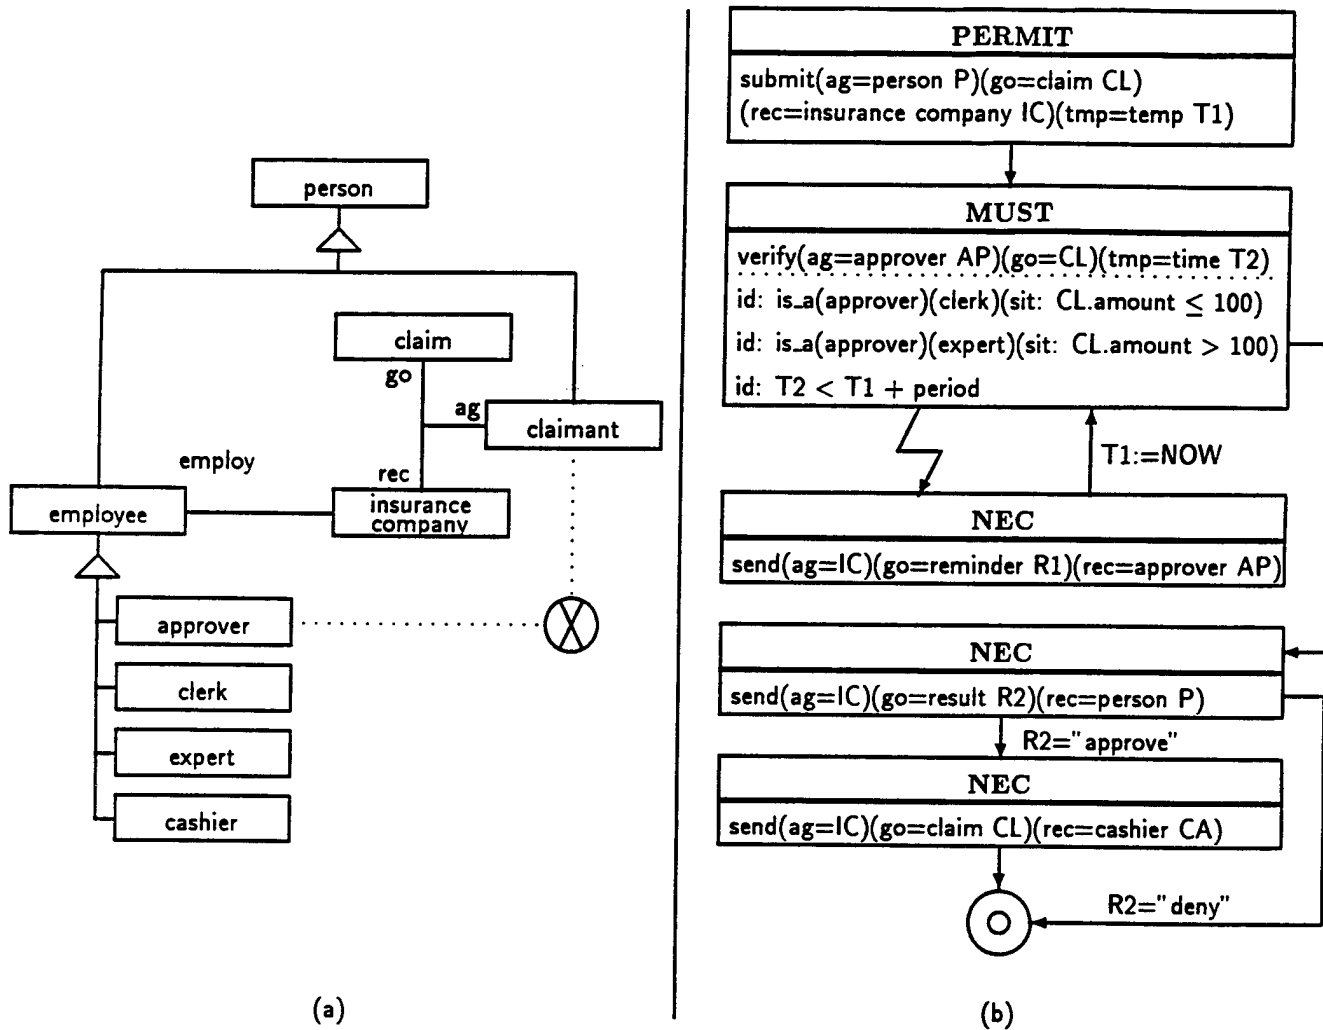 person
claim
go
ag
claimant
employ
rec
employee
insurance
company
approver
clerk
expert
cashier
(a)
PERMIT
submit(ag=person P)(go=claim CL)
(rec=insurance company IC)(tmp=temp T1)
MUST
verify(ag=approver AP)(go=CL)(tmp=time T2)
id: is_a(approver)(clerk)(sit: CL.amount ≤ 100)
id: is_a(approver)(expert)(sit: CL.amount > 100)
id: T2 < T1 + period
T1:=NOW
NEC
send(ag=IC)(go=reminder R1)(rec=approver AP)
NEC
send(ag=IC)(go=result R2)(rec=person P)
R2="approve"
NEC
send(ag=IC)(go=claim CL)(rec=cashier CA)
R2="deny"
(b)